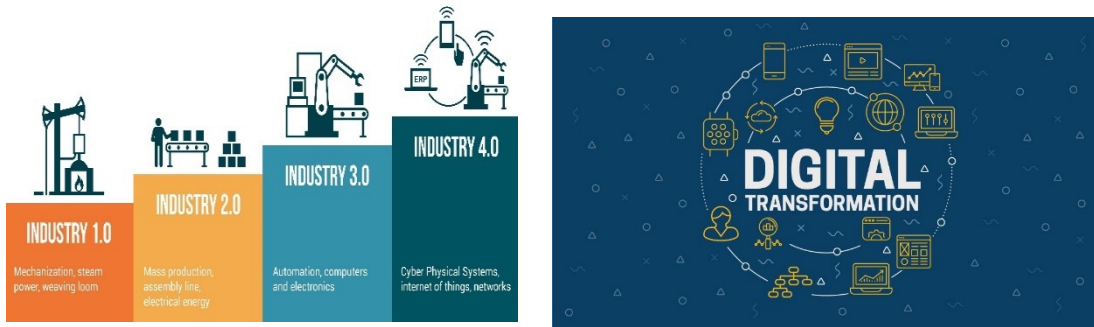 INDUSTRY 1.0
Mechanization, steam
power, weaving loom
INDUSTRY 2.0
Mass production,
assembly line,
electrical energy
INDUSTRY 3.0
Automation, computers
and electronics
ERP
INDUSTRY 4.0
Cyber Physical Systems,
internet of things, networks
DIGITAL
TRANSFORMATION